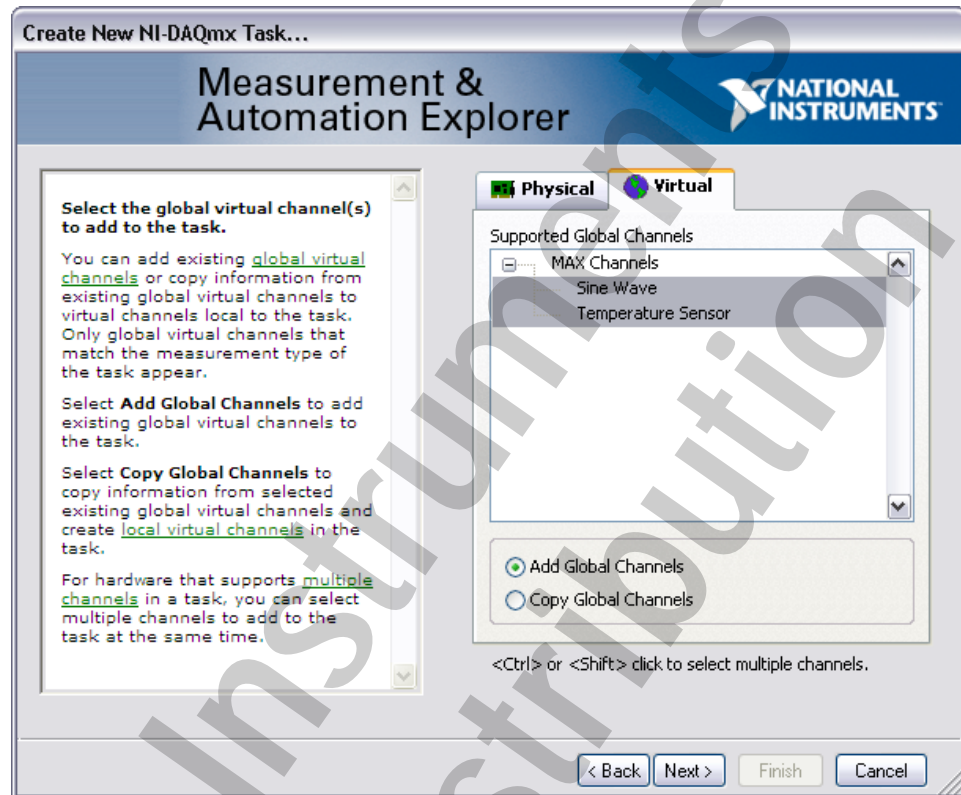 Create New NI-DAQmx Task...
Measurement &
Automation Explorer
NATIONAL
INSTRUMENTS™
Select the global virtual channel(s)
to add to the task.
You can add existing global virtual
channels or copy information from
existing global virtual channels to
virtual channels local to the task.
Only global virtual channels that
match the measurement type of
the task appear.
Select Add Global Channels to add
existing global virtual channels to
the task.
Select Copy Global Channels to
copy information from selected
existing global virtual channels and
create local virtual channels in the
task.
For hardware that supports multiple
channels in a task, you can select
multiple channels to add to the
task at the same time.
Physical
Virtual
Supported Global Channels
MAX Channels
Sine Wave
Temperature Sensor
Add Global Channels
Copy Global Channels
<Ctrl> or <Shift> click to select multiple channels.
< Back
Next >
Finish
Cancel
Instruments